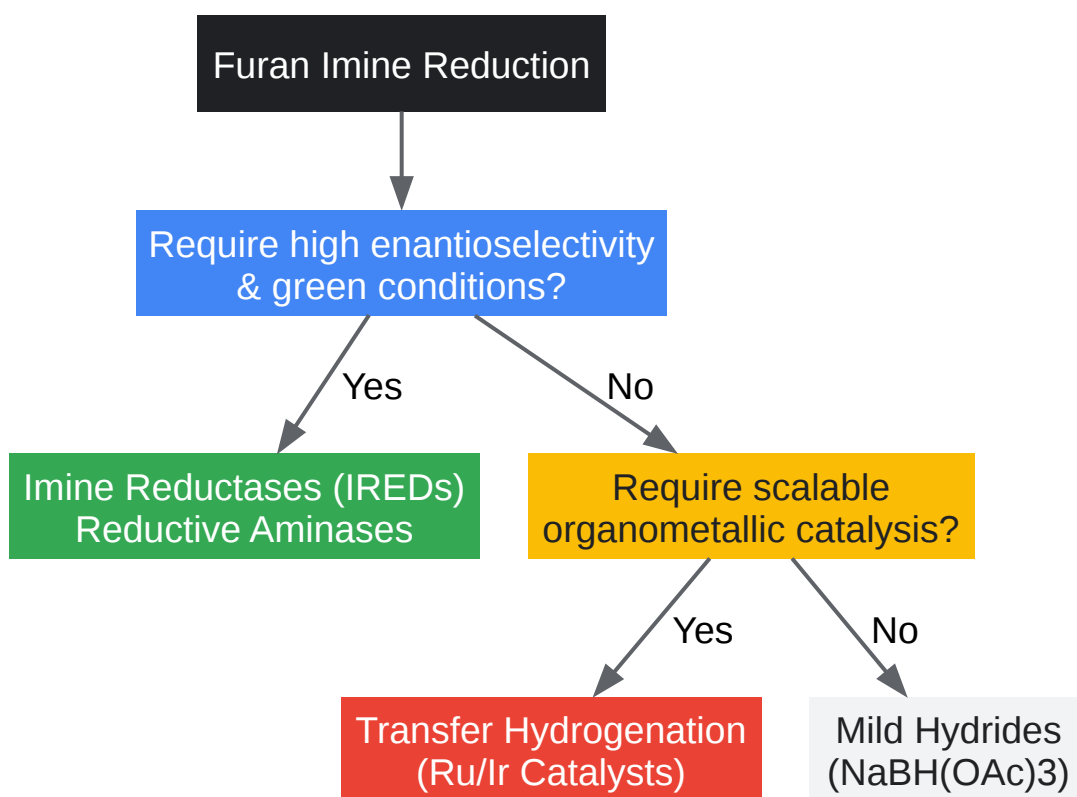 Furan Imine Reduction
Require high enantioselectivity
& green conditions?
Yes
No
Imine Reductases (IREDs)
Reductive Aminases
Require scalable
organometallic catalysis?
Yes
No
Transfer Hydrogenation
(Ru/Ir Catalysts)
Mild Hydrides
(NaBH(OAc)3)